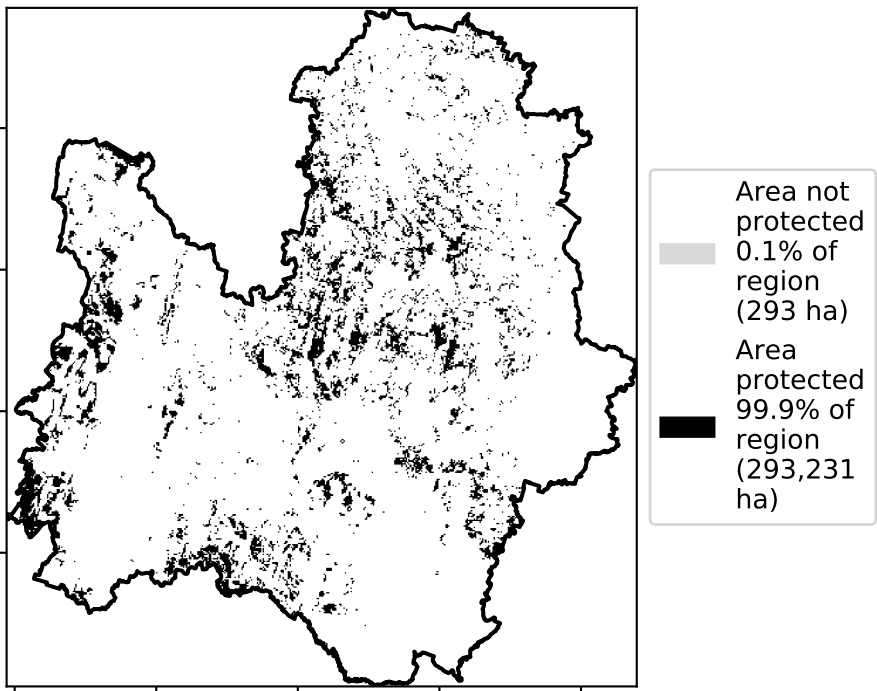 Area not
protected
0.1% of
region
(293 ha)
Area
protected
99.9% of
region
(293,231
ha)